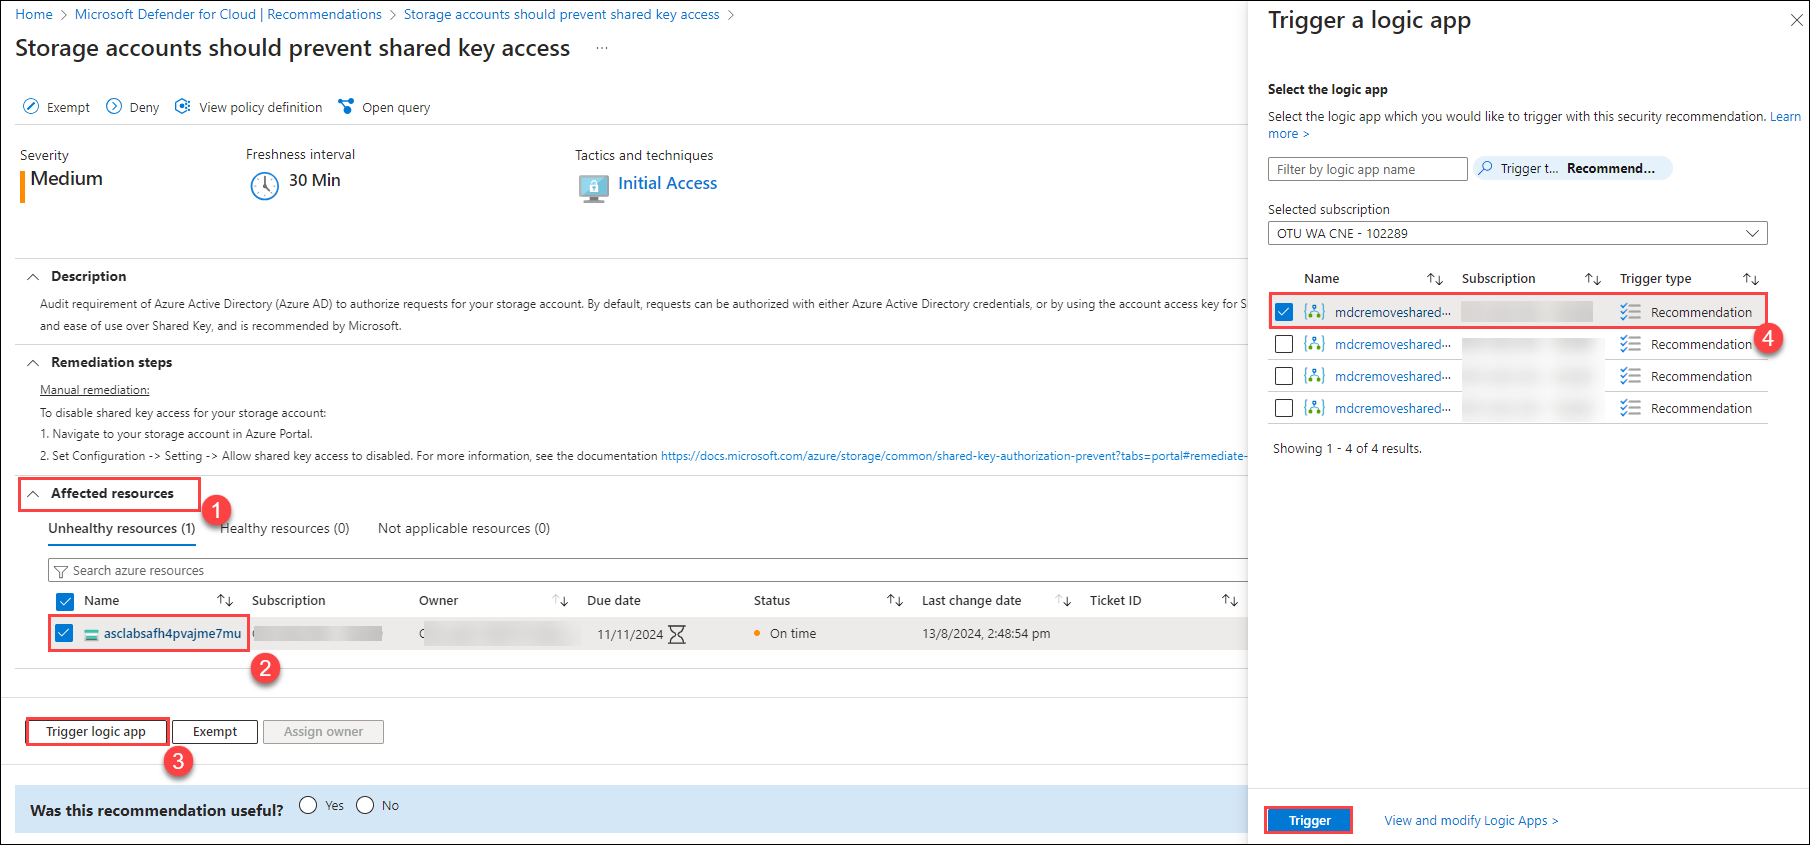 Home > Microsoft Defender for Cloud | Recommendations > Storage accounts should prevent shared key access >
Storage accounts should prevent shared key access ...
Exempt Deny View policy definition Open query
Severity
Medium
Freshness interval
30 Min
Tactics and techniques
Initial Access
Description
Audit requirement of Azure Active Directory (Azure AD) to authorize requests for your storage account. By default, requests can be authorized with either Azure Active Directory credentials, or by using the account access key for S
and ease of use over Shared Key, and is recommended by Microsoft.
Remediation steps
Manual remediation:
To disable shared key access for your storage account:
1. Navigate to your storage account in Azure Portal.
2. Set Configuration -> Setting -> Allow shared key access to disabled. For more information, see the documentation https://docs.microsoft.com/azure/storage/common/shared-key-authorization-prevent?tabs=portal#remediate-
Affected resources
1
Unhealthy resources (1) Healthy resources (0) Not applicable resources (0)
Search azure resources
Name Subscription Owner Due date Status Last change date Ticket ID
asclabsafh4pvajme7mu 11/11/2024 On time 13/8/2024, 2:48:54 pm
2
Trigger logic app Exempt Assign owner
3
Was this recommendation useful? Yes No
Trigger a logic app
Select the logic app
Select the logic app which you would like to trigger with this security recommendation. Learn
more >
Filter by logic app name Trigger t... Recommend...
Selected subscription
OTU WA CNE - 102289
Name Subscription Trigger type
mdcremoveshared... Recommendation
4
mdcremoveshared... Recommendation
mdcremoveshared... Recommendation
mdcremoveshared... Recommendation
Showing 1 - 4 of 4 results.
Trigger View and modify Logic Apps >